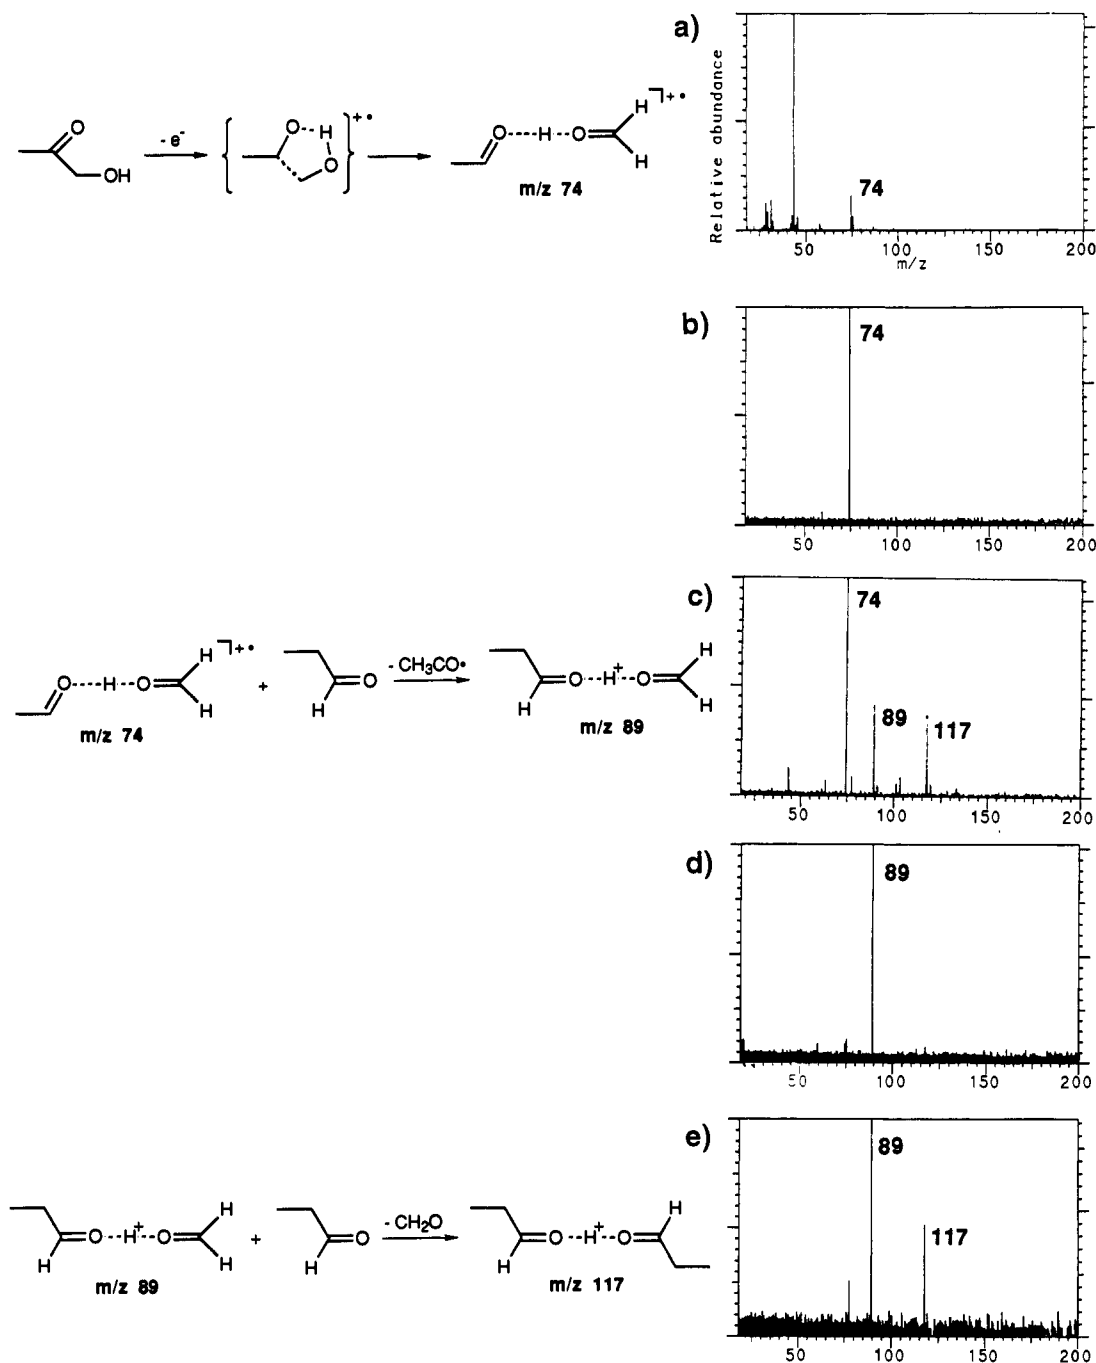 a)
O
OH
- e⁻
O H
O
+•
O H O
H
H
+•
m/z 74
Relative abundance
74
50 100 150 200
m/z
b)
74
50 100 150 200
c)
O H O
H
H
+•
m/z 74
+
H
O
- CH₃CO•
H
O H⁺ O
H
H
m/z 89
74
89
117
50 100 150 200
d)
89
50 100 150 200
e)
H
O H⁺ O
H
H
m/z 89
+
H
O
- CH₂O
H
O H⁺ O
H
m/z 117
89
117
50 100 150 200